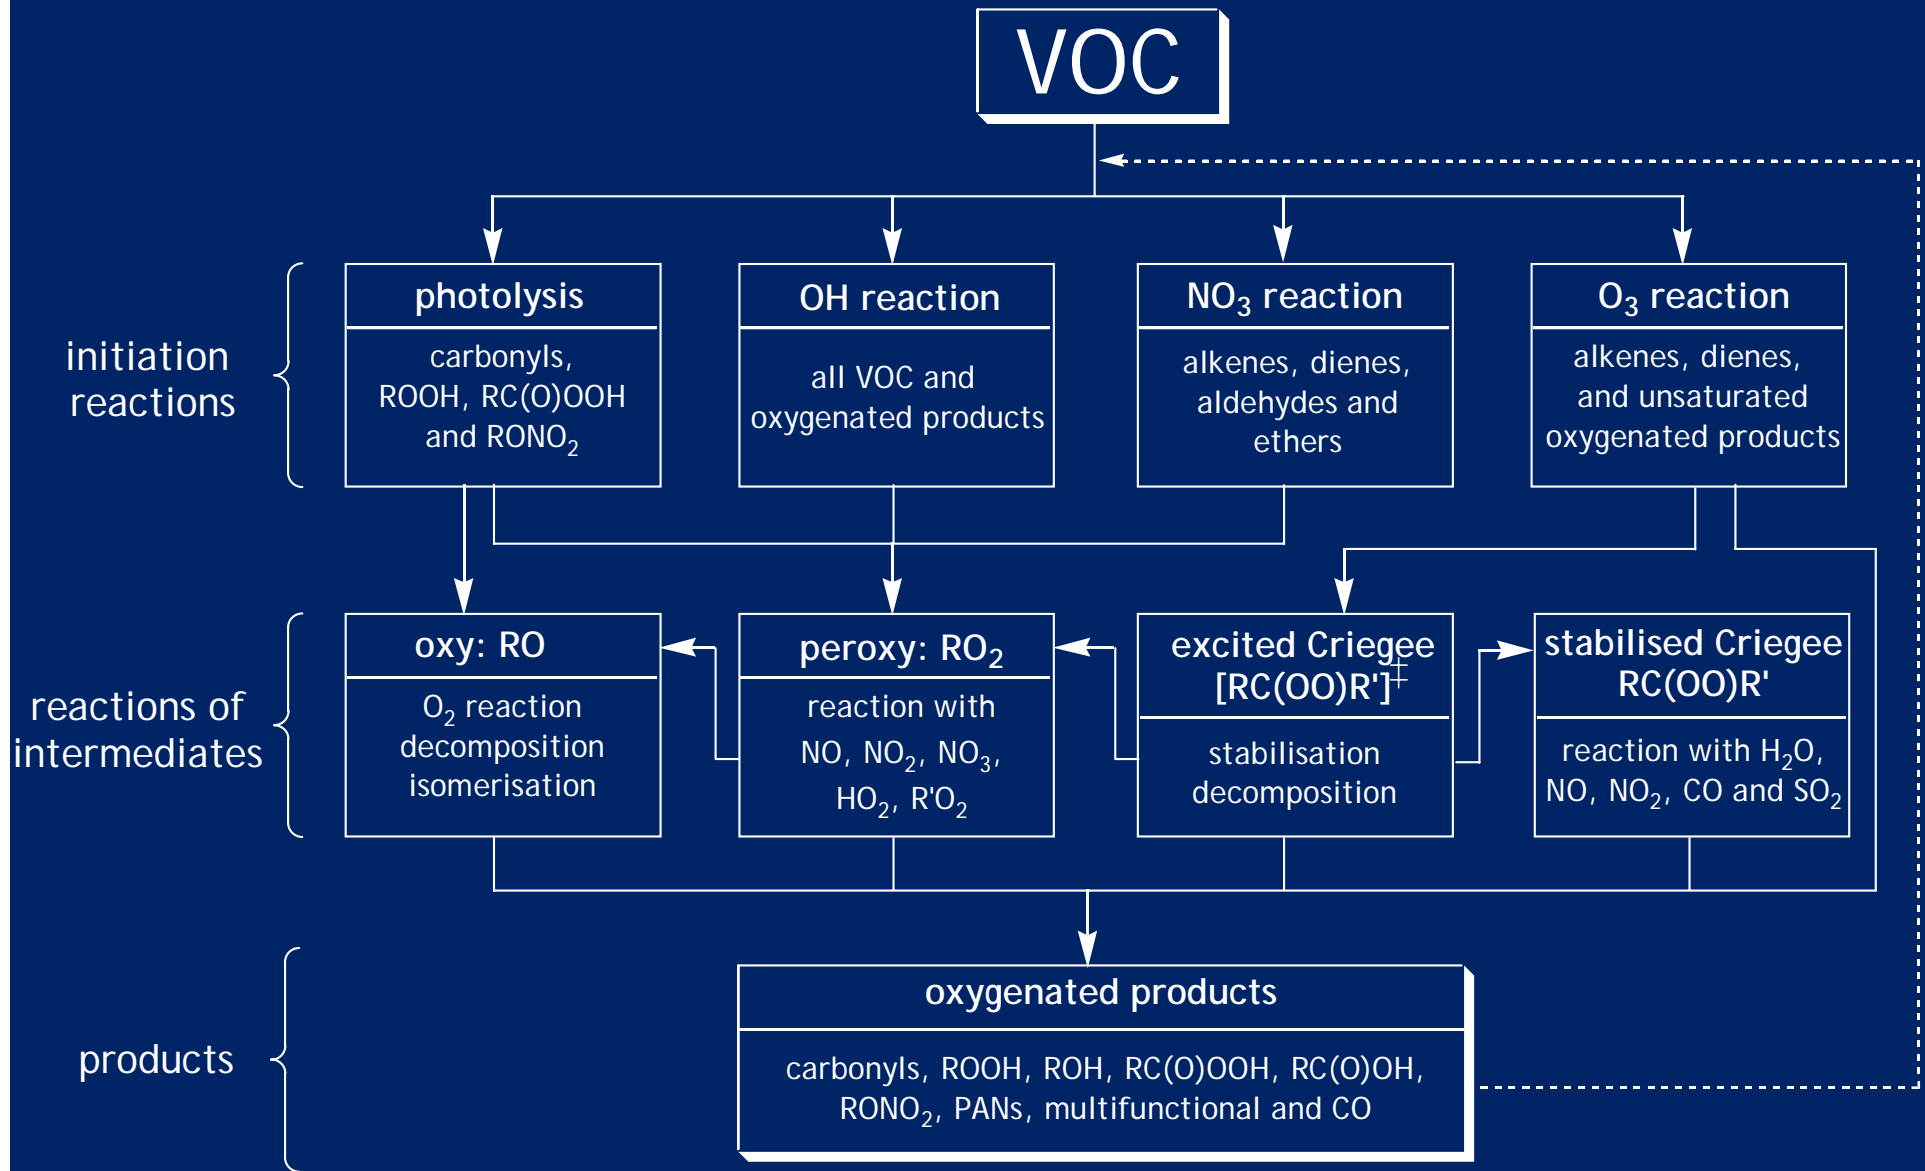 VOC
initiation
reactions
photolysis
carbonyls,
ROOH, RC(O)OOH
and RONO₂
OH reaction
all VOC and
oxygenated products
NO₃ reaction
alkenes, dienes,
aldehydes and
ethers
O₃ reaction
alkenes, dienes,
and unsaturated
oxygenated products
reactions of
intermediates
oxy: RO
O₂ reaction
decomposition
isomerisation
peroxy: RO₂
reaction with
NO, NO₂, NO₃,
HO₂, R'O₂
excited Criegee
[RC(OO)R']‡
stabilisation
decomposition
stabilised Criegee
RC(OO)R'
reaction with H₂O,
NO, NO₂, CO and SO₂
products
oxygenated products
carbonyls, ROOH, ROH, RC(O)OOH, RC(O)OH,
RONO₂, PANs, multifunctional and CO